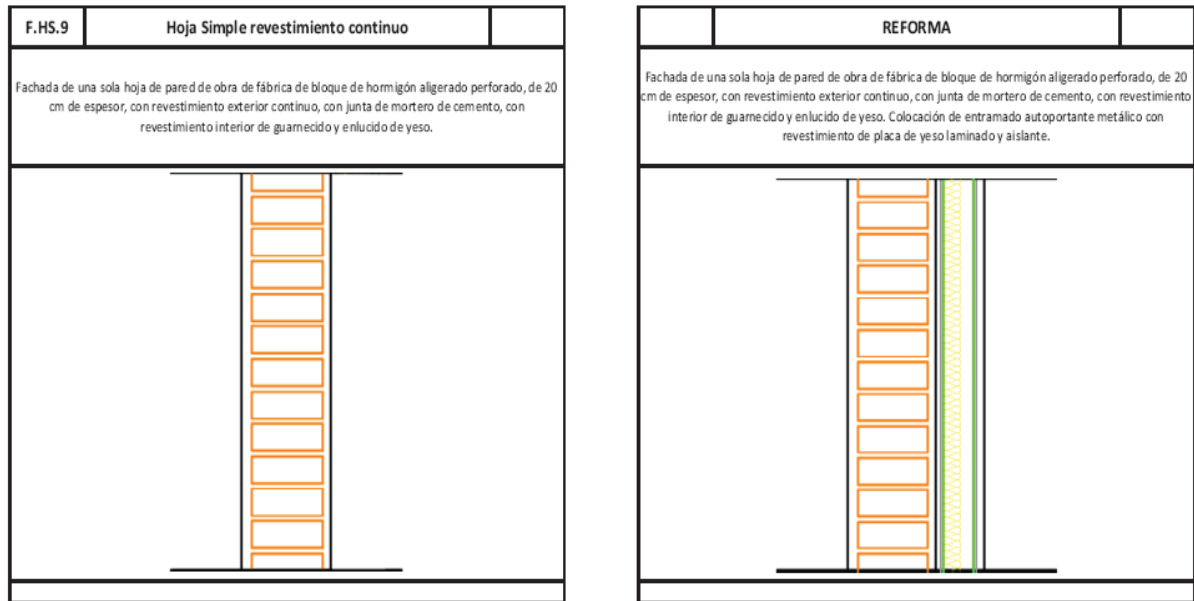 F.HS.9
Hoja Simple revestimiento continuo
Fachada de una sola hoja de pared de obra de fábrica de bloque de hormigón aligerado perforado, de 20
cm de espesor, con revestimiento exterior continuo, con junta de mortero de cemento, con
revestimiento interior de guarnecido y enlucido de yeso.
REFORMA
Fachada de una sola hoja de pared de obra de fábrica de bloque de hormigón aligerado perforado, de 20
cm de espesor, con revestimiento exterior continuo, con junta de mortero de cemento, con revestimiento
interior de guarnecido y enlucido de yeso. Colocación de entramado autoportante metálico con
revestimiento de placa de yeso laminado y aislante.